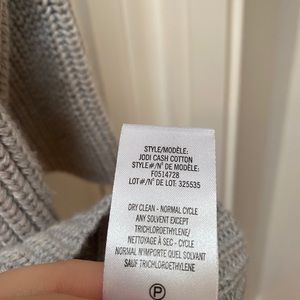 STYLE/MODÈLE:
JODI CASH COTTON
STYLE#/N° DE MODÈLE:
F0514728
LOT#/N° DE LOT: 325535
DRY CLEAN - NORMAL CYCLE
ANY SOLVENT EXCEPT
TRICHLOROETHYLENE/
NETTOYAGE À SEC - CYCLE
NORMAL N'IMPORTE QUEL SOLVANT
SAUF TRICHLOROETHYLENE
P